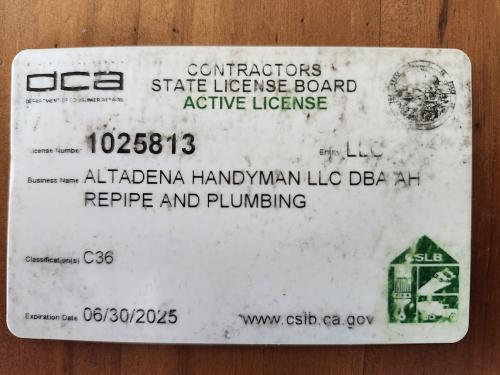 dca
DEPARTMENT OF CONSUMER AFFAIRS
CONTRACTORS
STATE LICENSE BOARD
ACTIVE LICENSE
License Number 1025813
Entity LLC
Business Name ALTADENA HANDYMAN LLC DBA AH
REPIPE AND PLUMBING
Classification(s) C36
CSLB
Expiration Date 06/30/2025
www.cslb.ca.gov